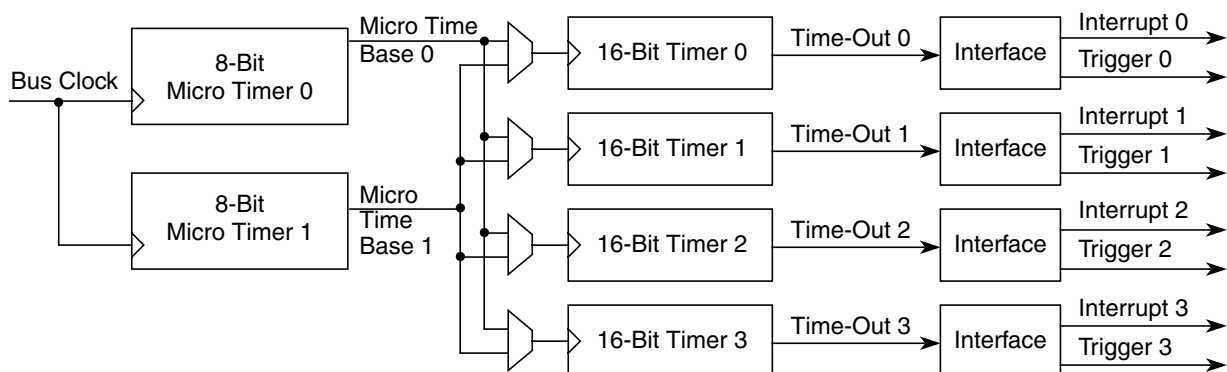 Bus Clock
8-Bit
Micro Timer 0
8-Bit
Micro Timer 1
Micro Time
Base 0
Micro
Time
Base 1
16-Bit Timer 0
Time-Out 0
Interface
Interrupt 0
Trigger 0
16-Bit Timer 1
Time-Out 1
Interface
Interrupt 1
Trigger 1
16-Bit Timer 2
Time-Out 2
Interface
Interrupt 2
Trigger 2
16-Bit Timer 3
Time-Out 3
Interface
Interrupt 3
Trigger 3